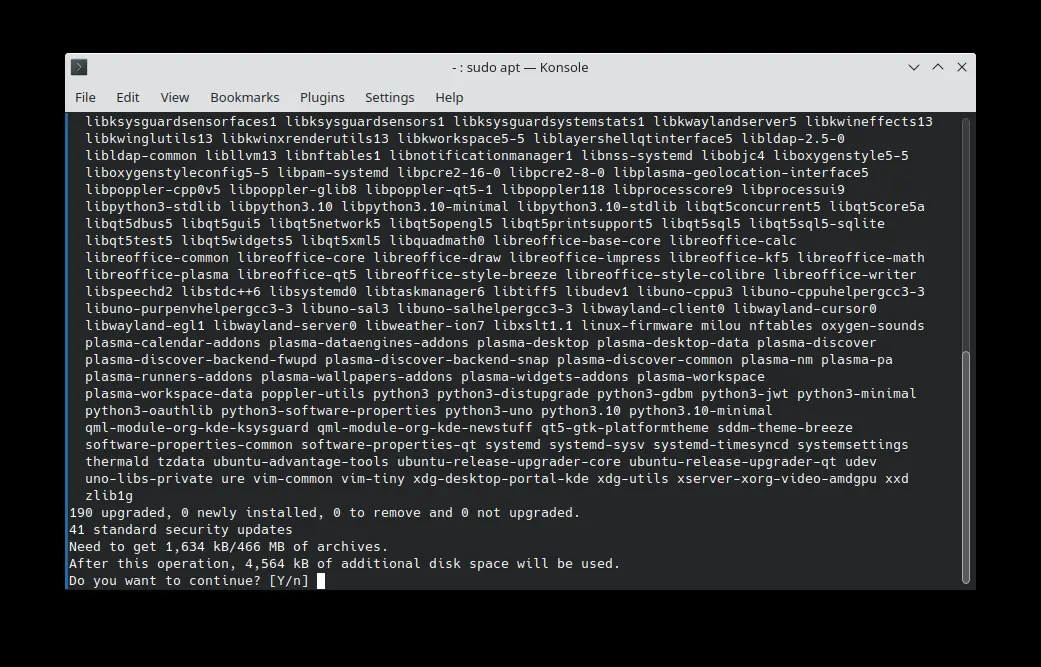 - : sudo apt — Konsole
File Edit View Bookmarks Plugins Settings Help
libksysguardsensorfaces1 libksysguardsensors1 libksysguardsystemstats1 libkwaylandserver5 libkwineffects13
libkwinglutils13 libkwinxrenderutils13 libkworkspace5-5 liblayershellqtinterface5 libldap-2.5-0
libldap-common libllvm13 libnftables1 libnotificationmanager1 libnss-systemd libobjc4 liboxygenstyle5-5
liboxygenstyleconfig5-5 libpam-systemd libpcre2-16-0 libpcre2-8-0 libplasma-geolocation-interface5
libpoppler-cpp0v5 libpoppler-glib8 libpoppler-qt5-1 libpoppler118 libprocesscore9 libprocessui9
libpython3-stdlib libpython3.10 libpython3.10-minimal libpython3.10-stdlib libqt5concurrent5 libqt5core5a
libqt5dbus5 libqt5gui5 libqt5network5 libqt5opengl5 libqt5printsupport5 libqt5sql5 libqt5sql5-sqlite
libqt5test5 libqt5widgets5 libqt5xml5 libquadmath0 libreoffice-base-core libreoffice-calc
libreoffice-common libreoffice-core libreoffice-draw libreoffice-impress libreoffice-kf5 libreoffice-math
libreoffice-plasma libreoffice-qt5 libreoffice-style-breeze libreoffice-style-colibre libreoffice-writer
libspeechd2 libstdc++6 libsystemd0 libtaskmanager6 libtiff5 libudev1 libuno-cppu3 libuno-cppuhelpergcc3-3
libuno-purpenvhelpergcc3-3 libuno-sal3 libuno-salhelpergcc3-3 libwayland-client0 libwayland-cursor0
libwayland-egl1 libwayland-server0 libweather-ion7 libxslt1.1 linux-firmware milou nftables oxygen-sounds
plasma-calendar-addons plasma-dataengines-addons plasma-desktop plasma-desktop-data plasma-discover
plasma-discover-backend-fwupd plasma-discover-backend-snap plasma-discover-common plasma-nm plasma-pa
plasma-runners-addons plasma-wallpapers-addons plasma-widgets-addons plasma-workspace
plasma-workspace-data poppler-utils python3 python3-distupgrade python3-gdbm python3-jwt python3-minimal
python3-oauthlib python3-software-properties python3-uno python3.10 python3.10-minimal
qml-module-org-kde-ksysguard qml-module-org-kde-newstuff qt5-gtk-platformtheme sddm-theme-breeze
software-properties-common software-properties-qt systemd systemd-sysv systemd-timesyncd systemsettings
thermald tzdata ubuntu-advantage-tools ubuntu-release-upgrader-core ubuntu-release-upgrader-qt udev
uno-libs-private ure vim-common vim-tiny xdg-desktop-portal-kde xdg-utils xserver-xorg-video-amdgpu xxd
zlib1g
190 upgraded, 0 newly installed, 0 to remove and 0 not upgraded.
41 standard security updates
Need to get 1,634 kB/466 MB of archives.
After this operation, 4,564 kB of additional disk space will be used.
Do you want to continue? [Y/n]